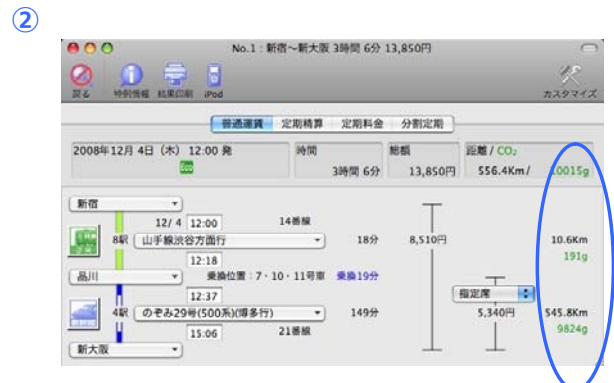 ②
No.1：新宿～新大阪 3時間 6分 13,850円
戻る 特例情報 結果印刷 iPod カスタマイズ
普通運賃 定期精算 定期料金 分割定期
2008年12月 4日（木） 12:00 発 時間 総額 距離 / CO₂
Eco 3時間 6分 13,850円 556.4Km/ 10015g
新宿
12/ 4 12:00 14番線
8駅 山手線渋谷方面行 18分 8,510円 10.6Km
191g
12:18
品川 乗換位置：7・10・11号車 乗換19分
12:37 指定席
4駅 のぞみ29号(500系)(博多行) 149分 5,340円 545.8Km
9824g
15:06 21番線
新大阪